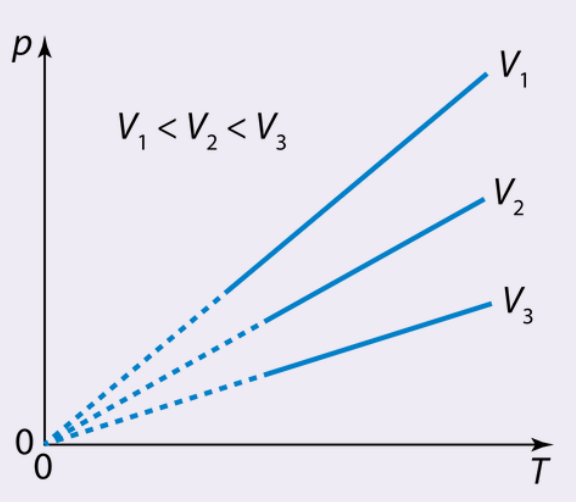 p
V₁
V₁ < V₂ < V₃
V₂
V₃
0
0
T